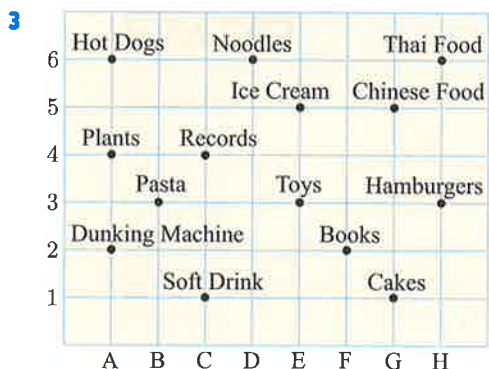 3
Hot Dogs Noodles Thai Food
6
Ice Cream Chinese Food
5
Plants Records
4
Pasta Toys Hamburgers
3
Dunking Machine Books
2
Soft Drink Cakes
1
A B C D E F G H